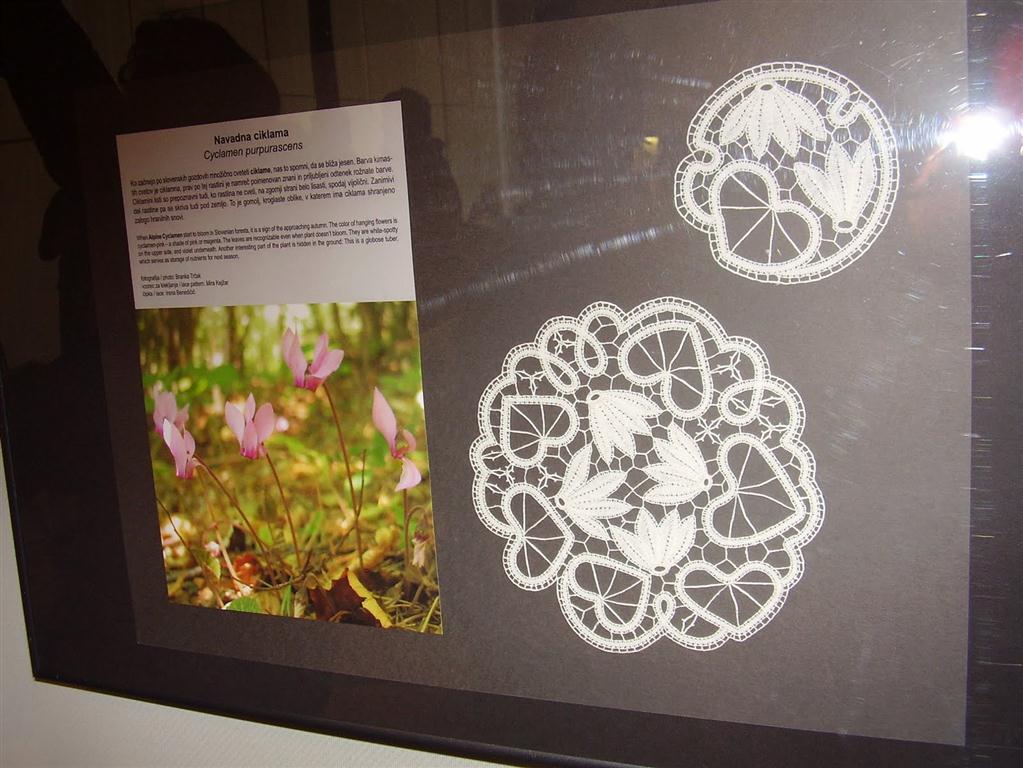 Navadna ciklama
Cyclamen purpurascens
Ko začnejo po slovenskih gozdovih množično cveteti ciklame, nas to spomni, da se bliža jesen. Barva
tih cvetov je ciklamna, prav po tej rastlini je namreč poimenovan znani in priljubljeni odtenek rožnate barve.
Ciklamini listi so prepoznavni tudi, ko rastlina ne cveti, na zgornji strani belo lisasti, spodaj vijolični. Zanimivi
del rastline pa se skriva tudi pod zemljo. To je gomolj, kroglaste oblike, v katerem ima ciklama shranjeno
zalogo hranilnih snovi.
When Alpine Cyclamen start to bloom in Slovenian forests, it is a sign of the approaching autumn. The color of hanging flowers is
cyclamen-pink – a shade of pink or magenta. The leaves are recognizable even when plant doesn't bloom. They are white-spotty
on the upper side, and violet underneath. Another interesting part of the plant is hidden in the ground: This is a globose tuber,
which serves as storage of nutrients for next season.
fotografija / photo: Branka Trčak
vzorec za klekljanje / lace pattern: Mira Kejžar
čipka / lace: Irena Benedičič